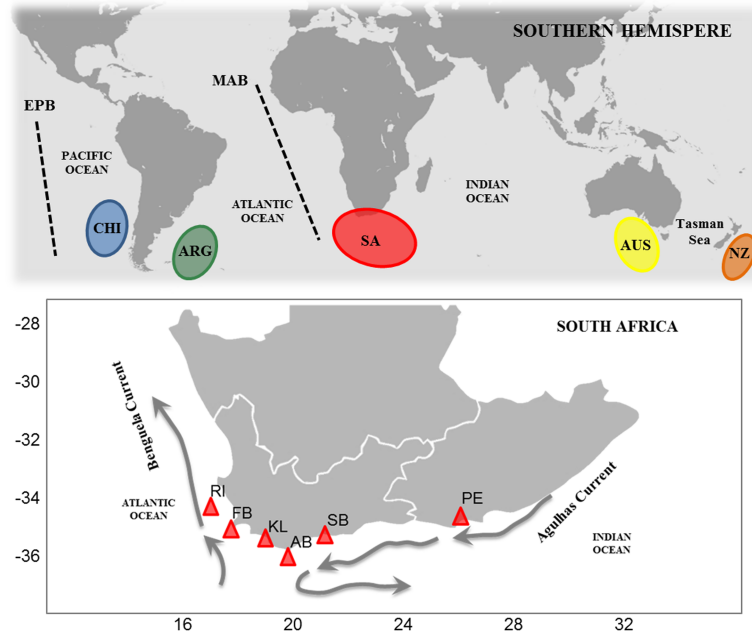 SOUTHERN HEMISPERE
MAB
EPB
PACIFIC
OCEAN
ATLANTIC
OCEAN
INDIAN
OCEAN
Tasman
Sea
CHI
ARG
SA
AUS
NZ
SOUTH AFRICA
-28
-30
-32
-34
-36
Benguela Current
ATLANTIC
OCEAN
RI
FB
KL
AB
SB
PE
Agulhas Current
INDIAN
OCEAN
16
20
24
28
32